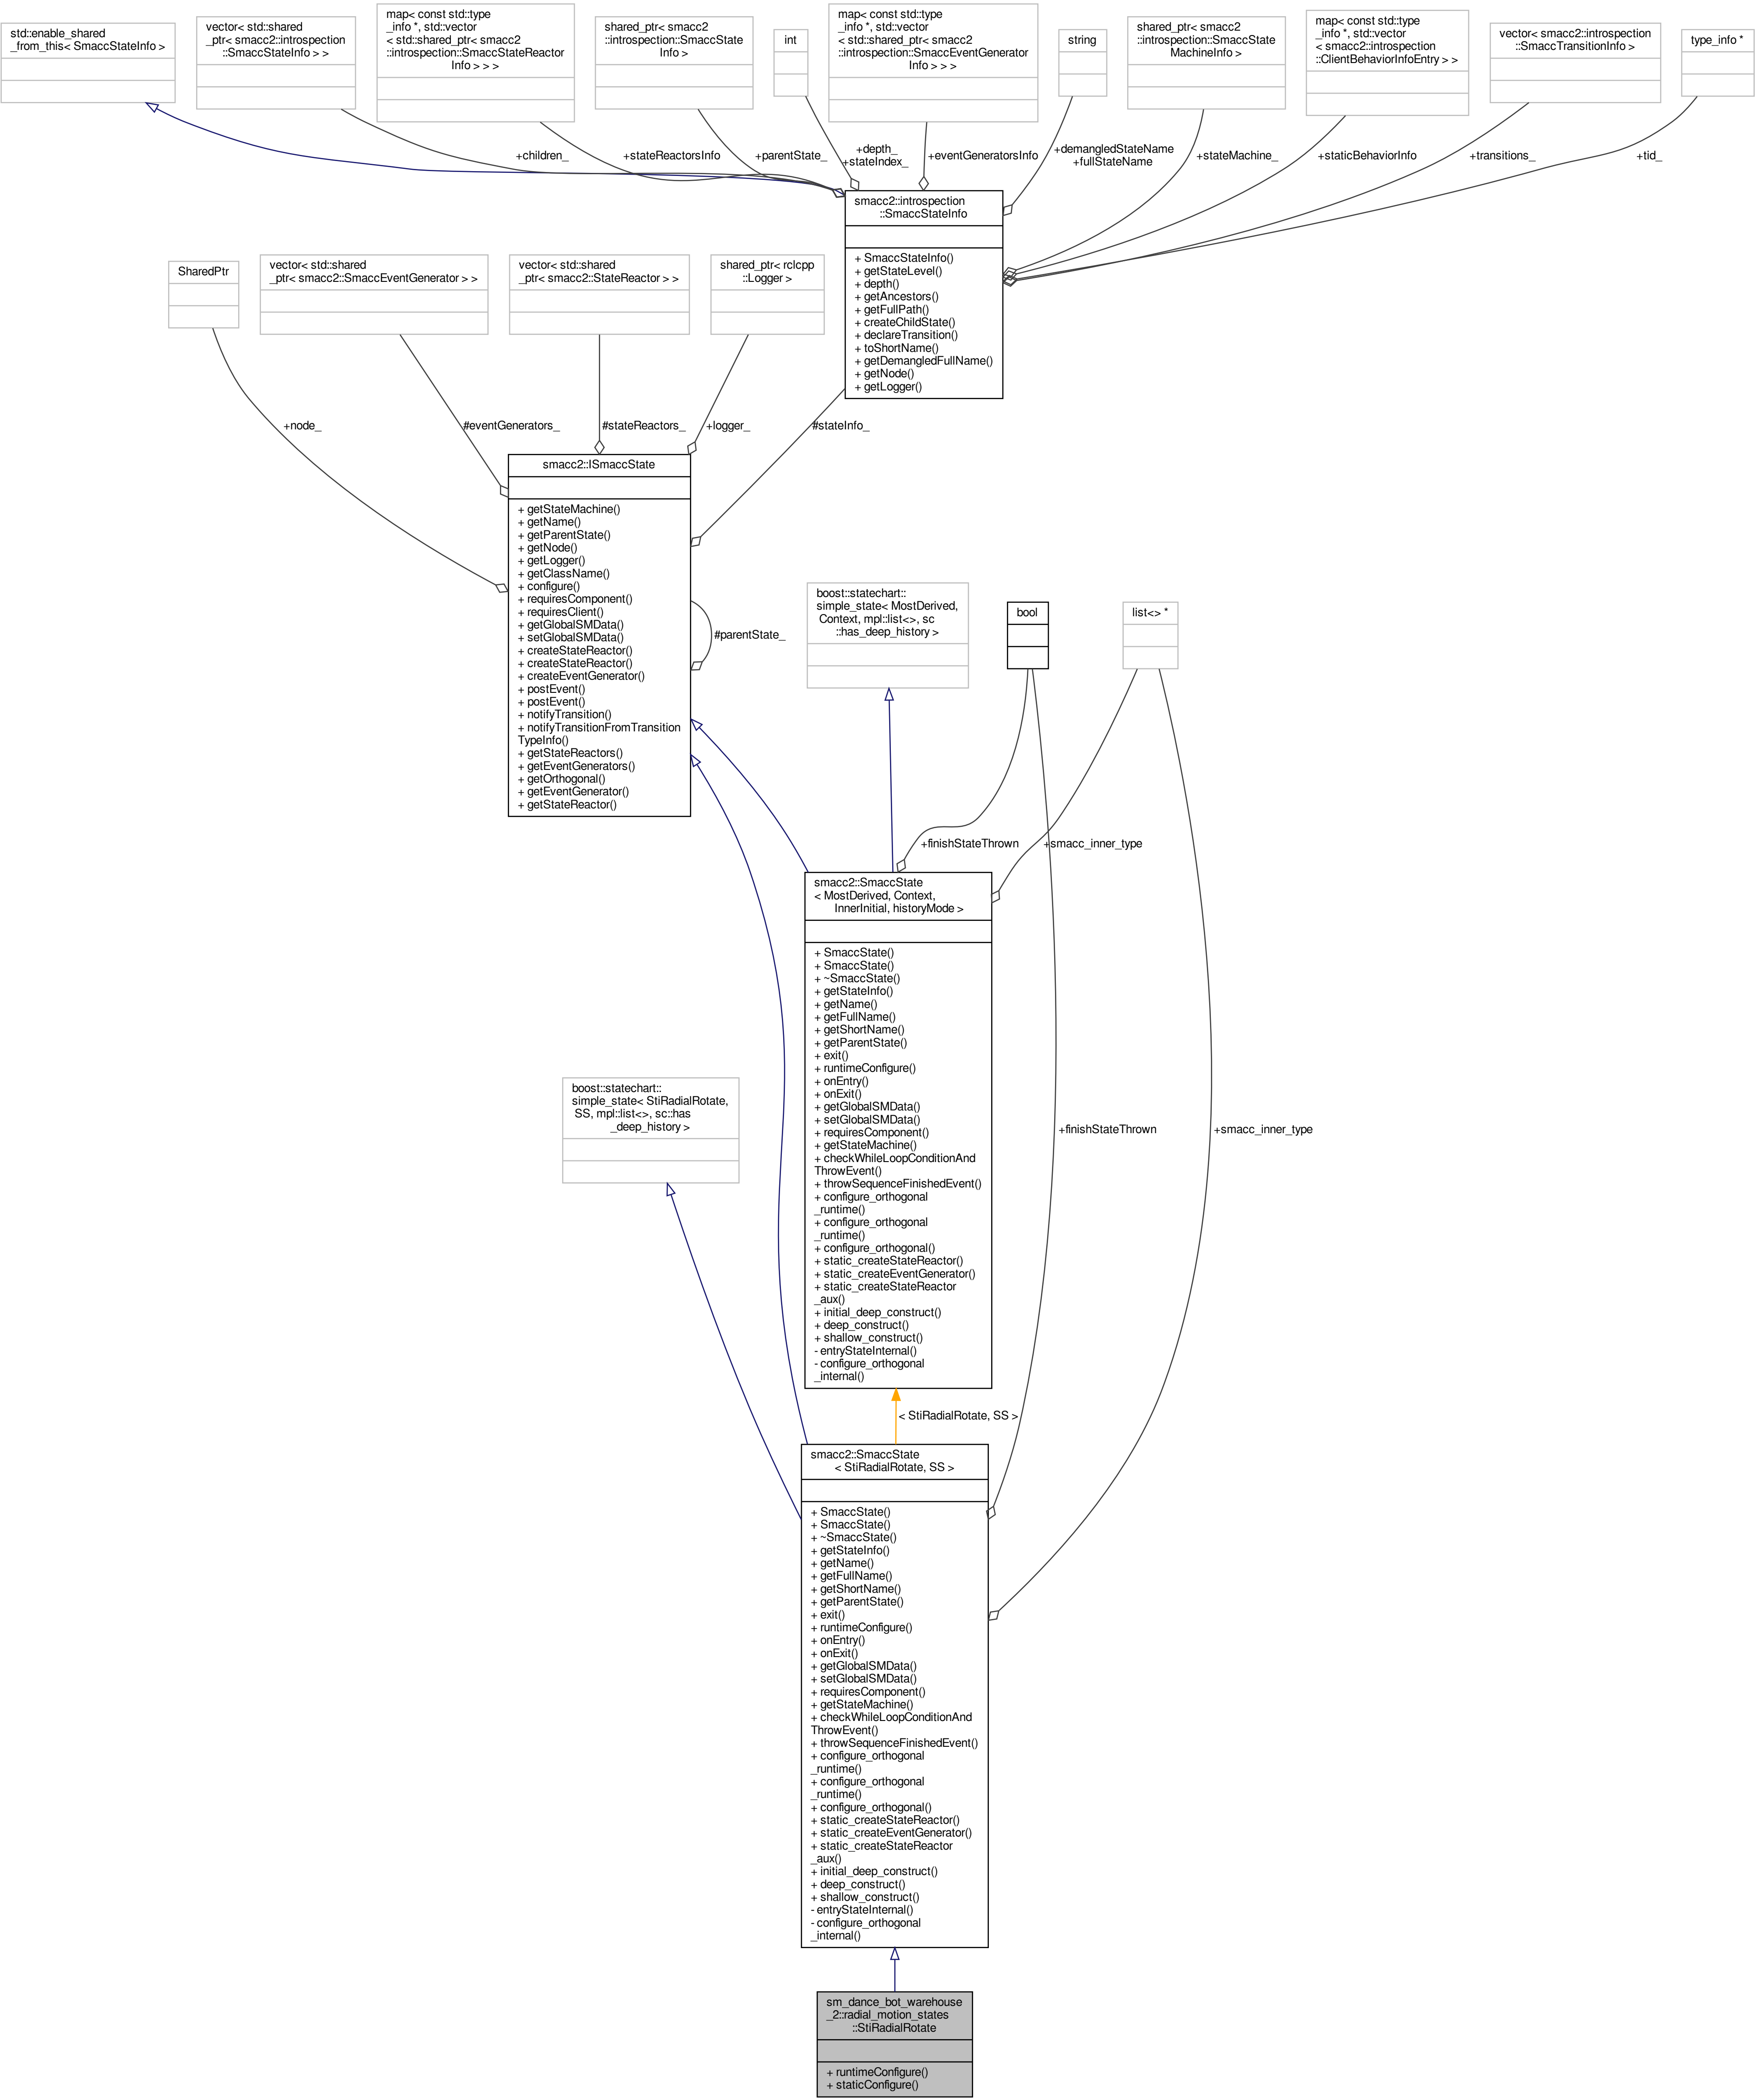 std::enable_shared
_from_this< SmaccStateInfo >
vector< std::shared
_ptr< smacc2::introspection
::SmaccStateInfo > >
map< const std::type
_info *, std::vector
< std::shared_ptr< smacc2
::introspection::SmaccStateReactor
Info > > >
shared_ptr< smacc2
::introspection::SmaccState
Info >
int
map< const std::type
_info *, std::vector
< std::shared_ptr< smacc2
::introspection::SmaccEventGenerator
Info > > >
string
shared_ptr< smacc2
::introspection::SmaccState
MachineInfo >
map< const std::type
_info *, std::vector
< smacc2::introspection
::ClientBehaviorInfoEntry > >
vector< smacc2::introspection
::SmaccTransitionInfo >
type_info *
+children_
+stateReactorsInfo
+parentState_
+depth_
+stateIndex_
+eventGeneratorsInfo
+demangledStateName
+fullStateName
+stateMachine_
+staticBehaviorInfo
+transitions_
+tid_
smacc2::introspection
::SmaccStateInfo
+ SmaccStateInfo()
+ getStateLevel()
+ depth()
+ getAncestors()
+ getFullPath()
+ createChildState()
+ declareTransition()
+ toShortName()
+ getDemangledFullName()
+ getNode()
+ getLogger()
SharedPtr
vector< std::shared
_ptr< smacc2::SmaccEventGenerator > >
vector< std::shared
_ptr< smacc2::StateReactor > >
shared_ptr< rclcpp
::Logger >
+node_
#eventGenerators_
#stateReactors_
+logger_
#stateInfo_
smacc2::ISmaccState
+ getStateMachine()
+ getName()
+ getParentState()
+ getNode()
+ getLogger()
+ getClassName()
+ configure()
+ requiresComponent()
+ requiresClient()
+ getGlobalSMData()
+ setGlobalSMData()
+ createStateReactor()
+ createStateReactor()
+ createEventGenerator()
+ postEvent()
+ postEvent()
+ notifyTransition()
+ notifyTransitionFromTransition
TypeInfo()
+ getStateReactors()
+ getEventGenerators()
+ getOrthogonal()
+ getEventGenerator()
+ getStateReactor()
#parentState_
boost::statechart::
simple_state< MostDerived,
Context, mpl::list<>, sc
::has_deep_history >
bool
list<> *
+finishStateThrown
+smacc_inner_type
smacc2::SmaccState
< MostDerived, Context,
InnerInitial, historyMode >
+ SmaccState()
+ SmaccState()
+ ~SmaccState()
+ getStateInfo()
+ getName()
+ getFullName()
+ getShortName()
+ getParentState()
+ exit()
+ runtimeConfigure()
+ onEntry()
+ onExit()
+ getGlobalSMData()
+ setGlobalSMData()
+ requiresComponent()
+ getStateMachine()
+ checkWhileLoopConditionAnd
ThrowEvent()
+ throwSequenceFinishedEvent()
+ configure_orthogonal
_runtime()
+ configure_orthogonal
_runtime()
+ configure_orthogonal()
+ static_createStateReactor()
+ static_createEventGenerator()
+ static_createStateReactor
_aux()
+ initial_deep_construct()
+ deep_construct()
+ shallow_construct()
- entryStateInternal()
- configure_orthogonal
_internal()
boost::statechart::
simple_state< StiRadialRotate,
SS, mpl::list<>, sc::has
_deep_history >
+finishStateThrown
+smacc_inner_type
< StiRadialRotate, SS >
smacc2::SmaccState
< StiRadialRotate, SS >
+ SmaccState()
+ SmaccState()
+ ~SmaccState()
+ getStateInfo()
+ getName()
+ getFullName()
+ getShortName()
+ getParentState()
+ exit()
+ runtimeConfigure()
+ onEntry()
+ onExit()
+ getGlobalSMData()
+ setGlobalSMData()
+ requiresComponent()
+ getStateMachine()
+ checkWhileLoopConditionAnd
ThrowEvent()
+ throwSequenceFinishedEvent()
+ configure_orthogonal
_runtime()
+ configure_orthogonal
_runtime()
+ configure_orthogonal()
+ static_createStateReactor()
+ static_createEventGenerator()
+ static_createStateReactor
_aux()
+ initial_deep_construct()
+ deep_construct()
+ shallow_construct()
- entryStateInternal()
- configure_orthogonal
_internal()
sm_dance_bot_warehouse
_2::radial_motion_states
::StiRadialRotate
+ runtimeConfigure()
+ staticConfigure()